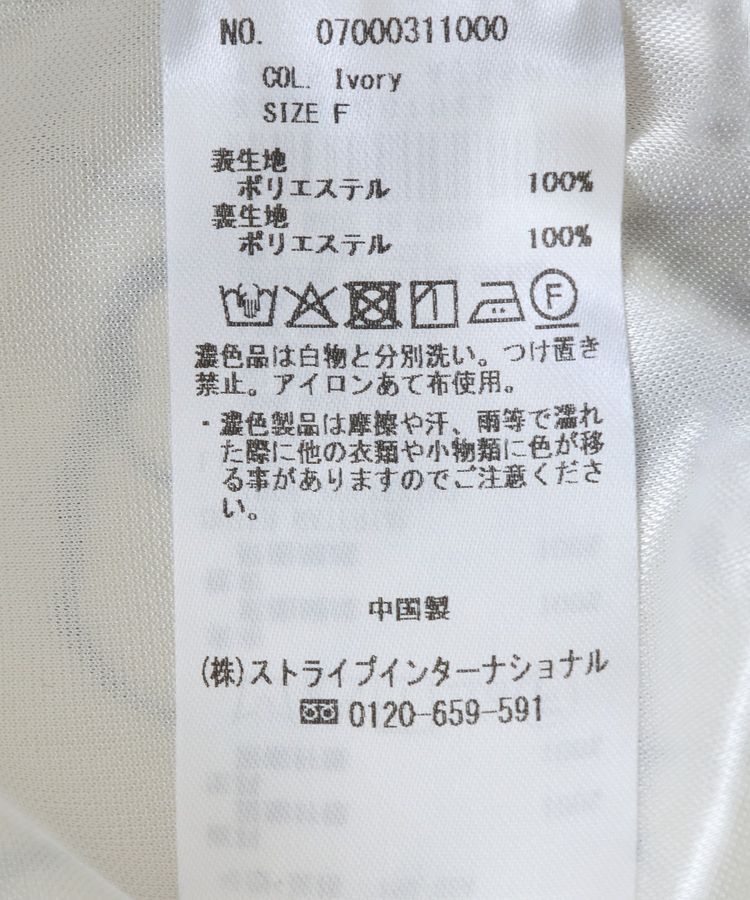 NO. 07000311000
COL. Ivory
SIZE F
表生地
ポリエステル 100%
裏生地
ポリエステル 100%
F
濃色品は白物と分別洗い。つけ置き
禁止。アイロンあて布使用。
・濃色製品は摩擦や汗、雨等で濡れ
た際に他の衣類や小物類に色が移
る事がありますのでご注意くださ
い。
中国製
(株)ストライプインターナショナル
0120-659-591